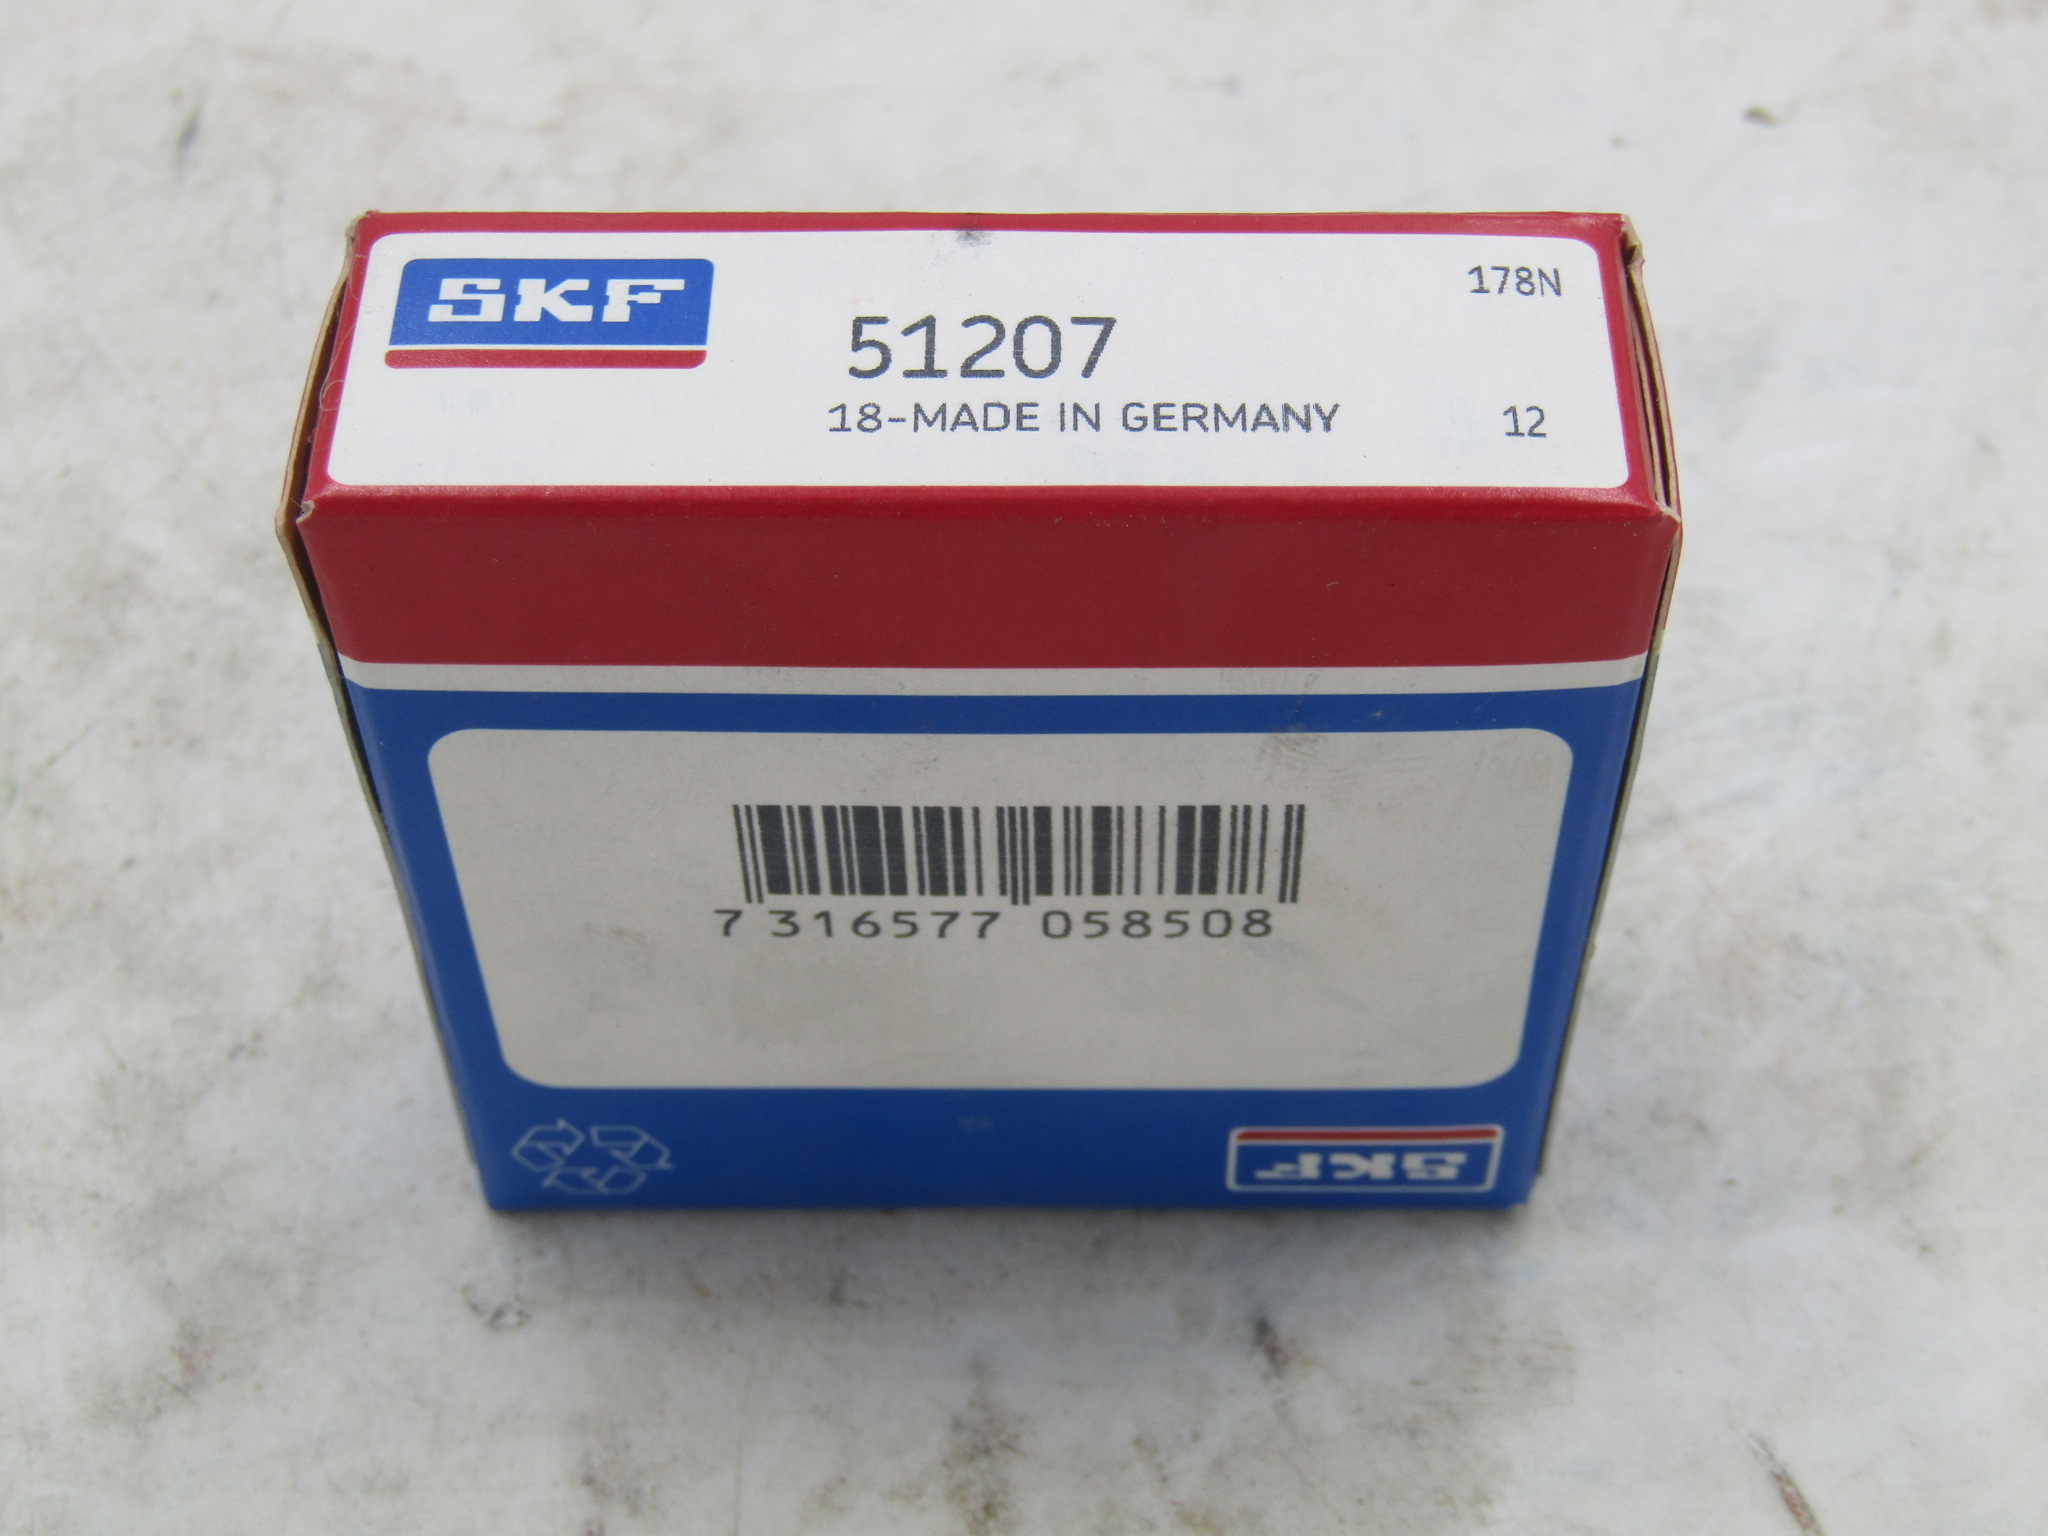 SKF
178N
51207
18-MADE IN GERMANY
12
7 316577 058508
SKF